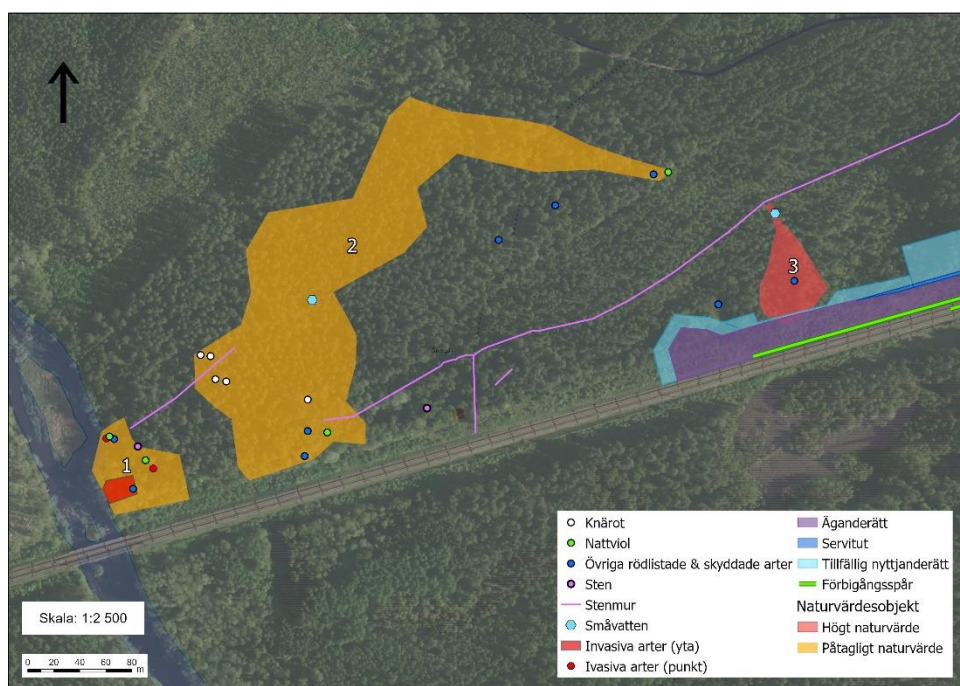 2
3
1
Skala: 1:2 500
0 20 40 60 80
m
Knärot
Nattviol
Övriga rödlistade & skyddade arter
Sten
Stenmur
Småvatten
Invasiva arter (yta)
Ivasiva arter (punkt)
Äganderätt
Servitut
Tillfällig nyttjanderätt
Förbigångsspår
Naturvärdesobjekt
Högt naturvärde
Påtagligt naturvärde